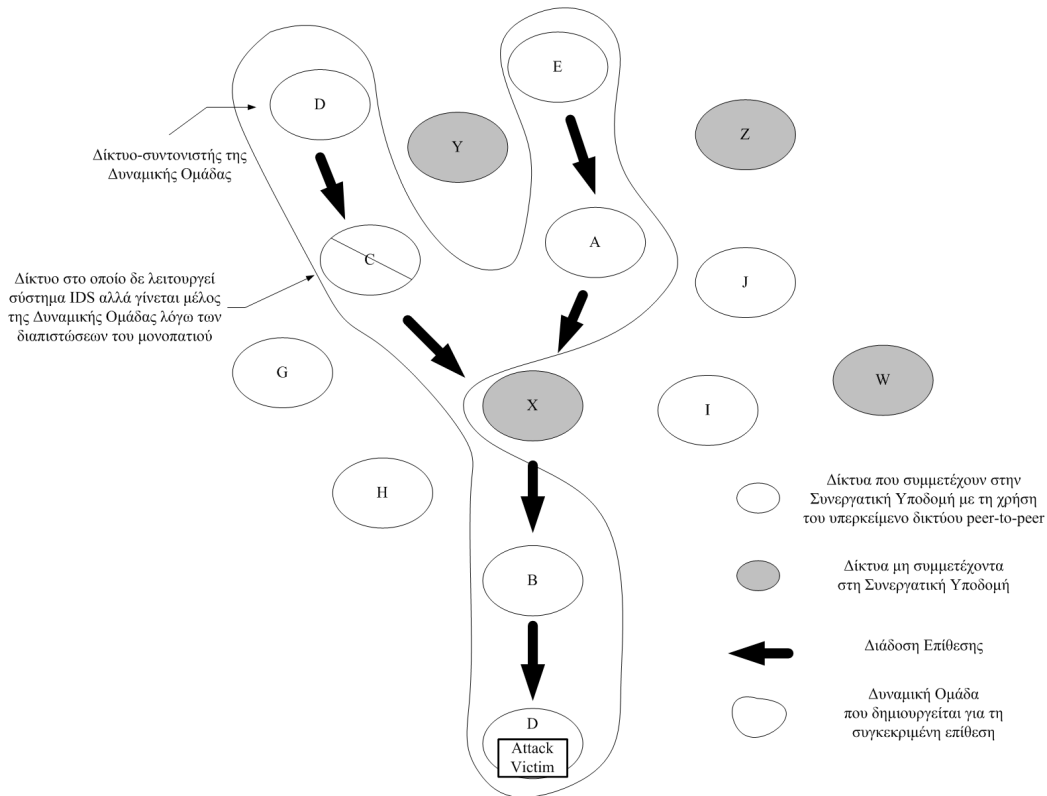 E
D
Z
Y
Δίκτυο-συντονιστής της
Δυναμικής Ομάδας
A
C
J
Δίκτυο στο οποίο δε λειτουργεί
σύστημα IDS αλλά γίνεται μέλος
της Δυναμικής Ομάδας λόγω των
διαπιστώσεων του μονοπατιού
G
W
X
I
H
Δίκτυα που συμμετέχουν στην
Συνεργατική Υποδομή με τη χρήση
του υπερκείμενο δικτύου peer-to-peer
B
Δίκτυα μη συμμετέχοντα
στη Συνεργατική Υποδομή
Διάδοση Επίθεσης
Δυναμική Ομάδα
που δημιουργείται για τη
συγκεκριμένη επίθεση
D
Attack
Victim